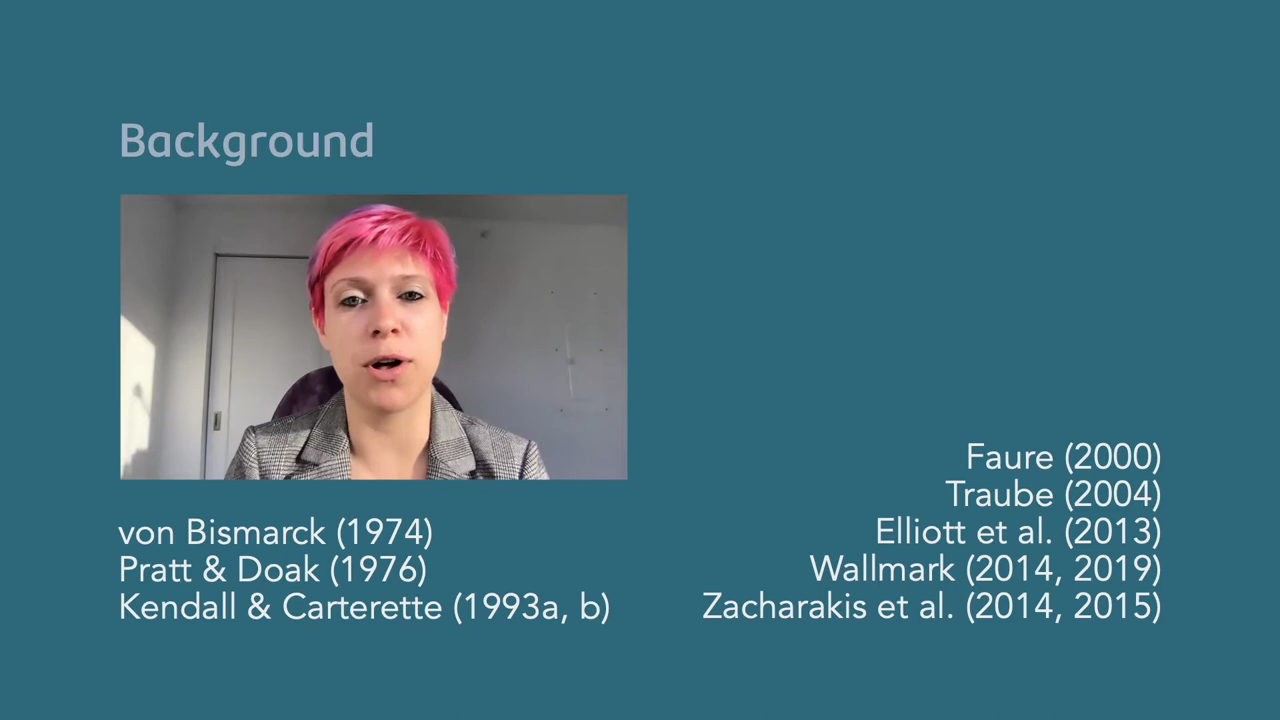 Background
von Bismarck (1974)
Pratt & Doak (1976)
Kendall & Carterette (1993a, b)
Faure (2000)
Traube (2004)
Elliott et al. (2013)
Wallmark (2014, 2019)
Zacharakis et al. (2014, 2015)